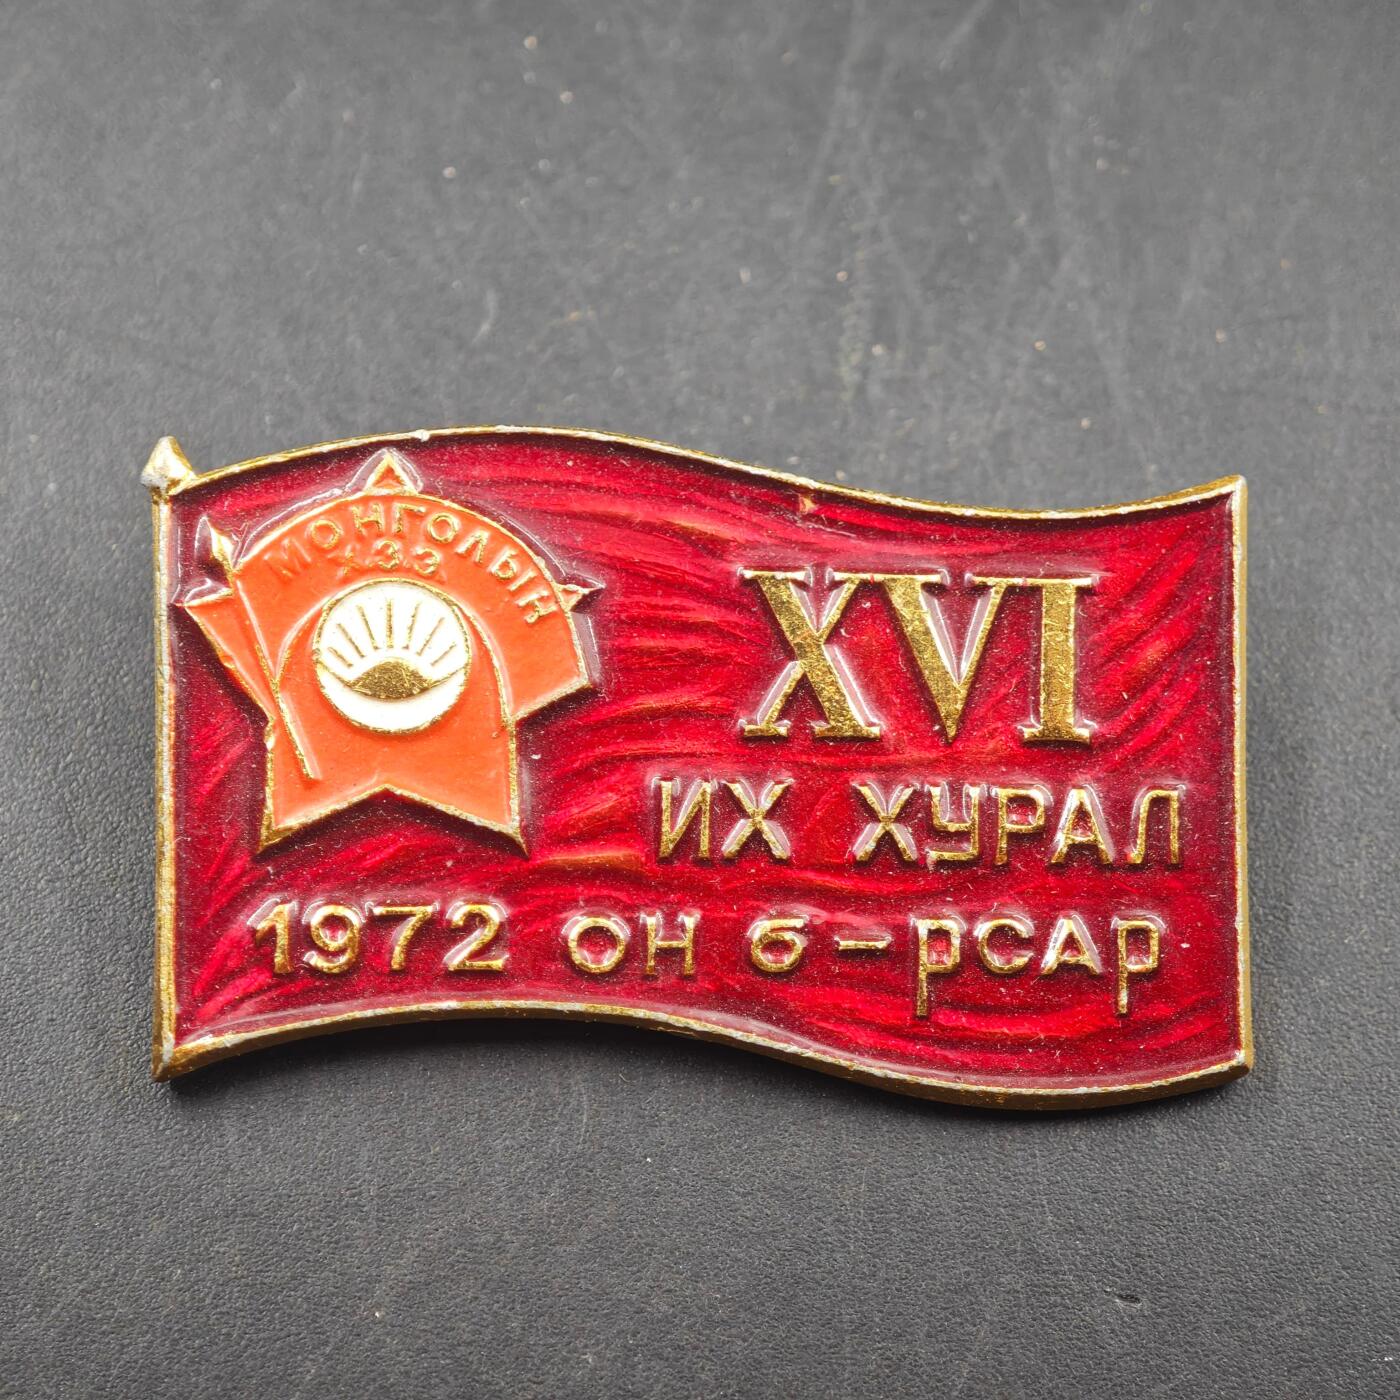 МОНГОЛЫН
ХЗЭ
XVI
ИХ ХУРАЛ
1972 ОН 6-рСАр